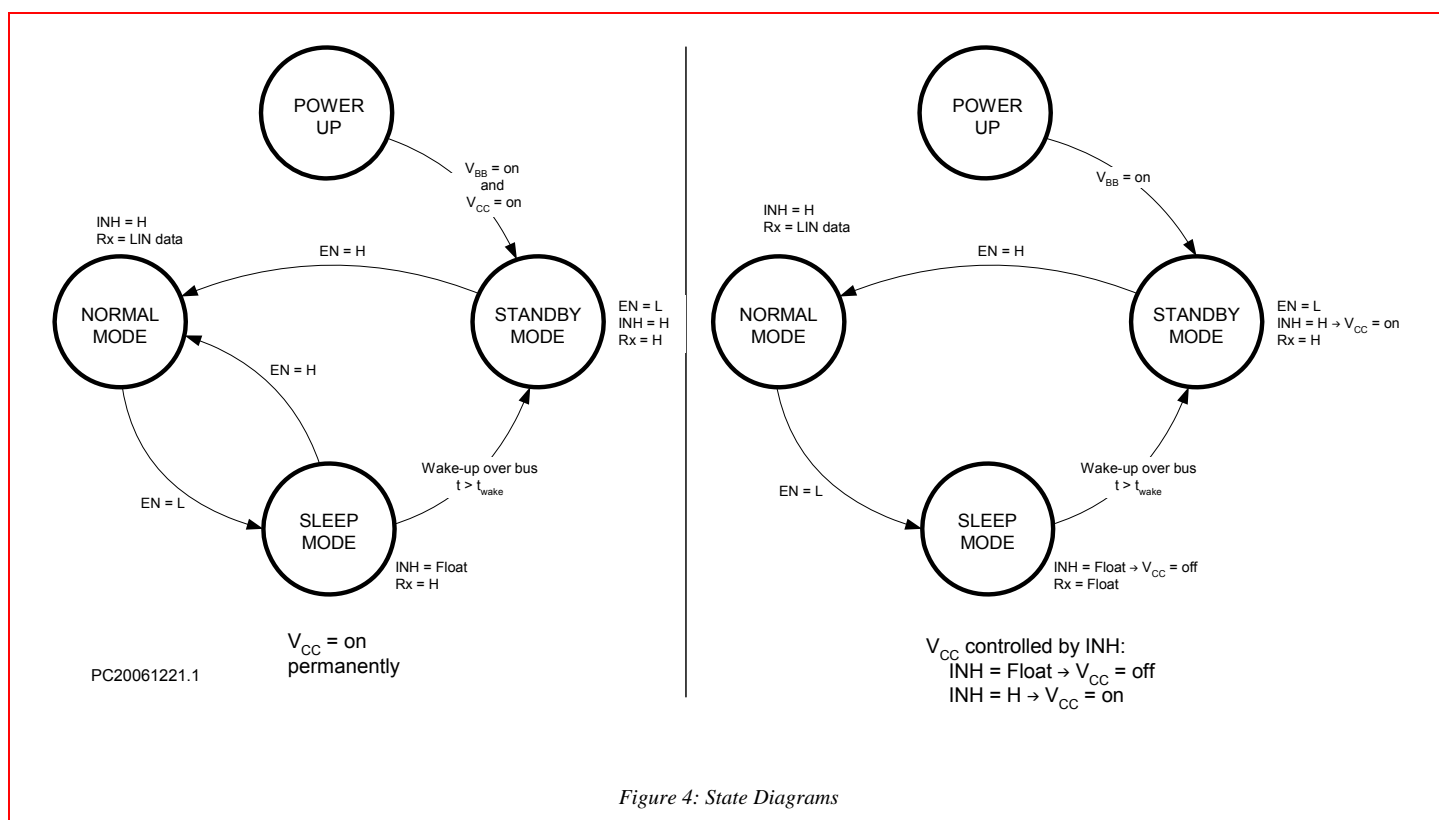 POWER
UP
V_BB = on
and
V_CC = on
INH = H
Rx = LIN data
EN = H
NORMAL
MODE
STANDBY
MODE
EN = L
INH = H
Rx = H
EN = H
Wake-up over bus
t > t_wake
EN = L
SLEEP
MODE
INH = Float
Rx = H
V_CC = on
permanently
PC20061221.1
POWER
UP
V_BB = on
INH = H
Rx = LIN data
EN = H
NORMAL
MODE
STANDBY
MODE
EN = L
INH = H → V_CC = on
Rx = H
Wake-up over bus
t > t_wake
EN = L
SLEEP
MODE
INH = Float → V_CC = off
Rx = Float
V_CC controlled by INH:
INH = Float → V_CC = off
INH = H → V_CC = on
Figure 4: State Diagrams